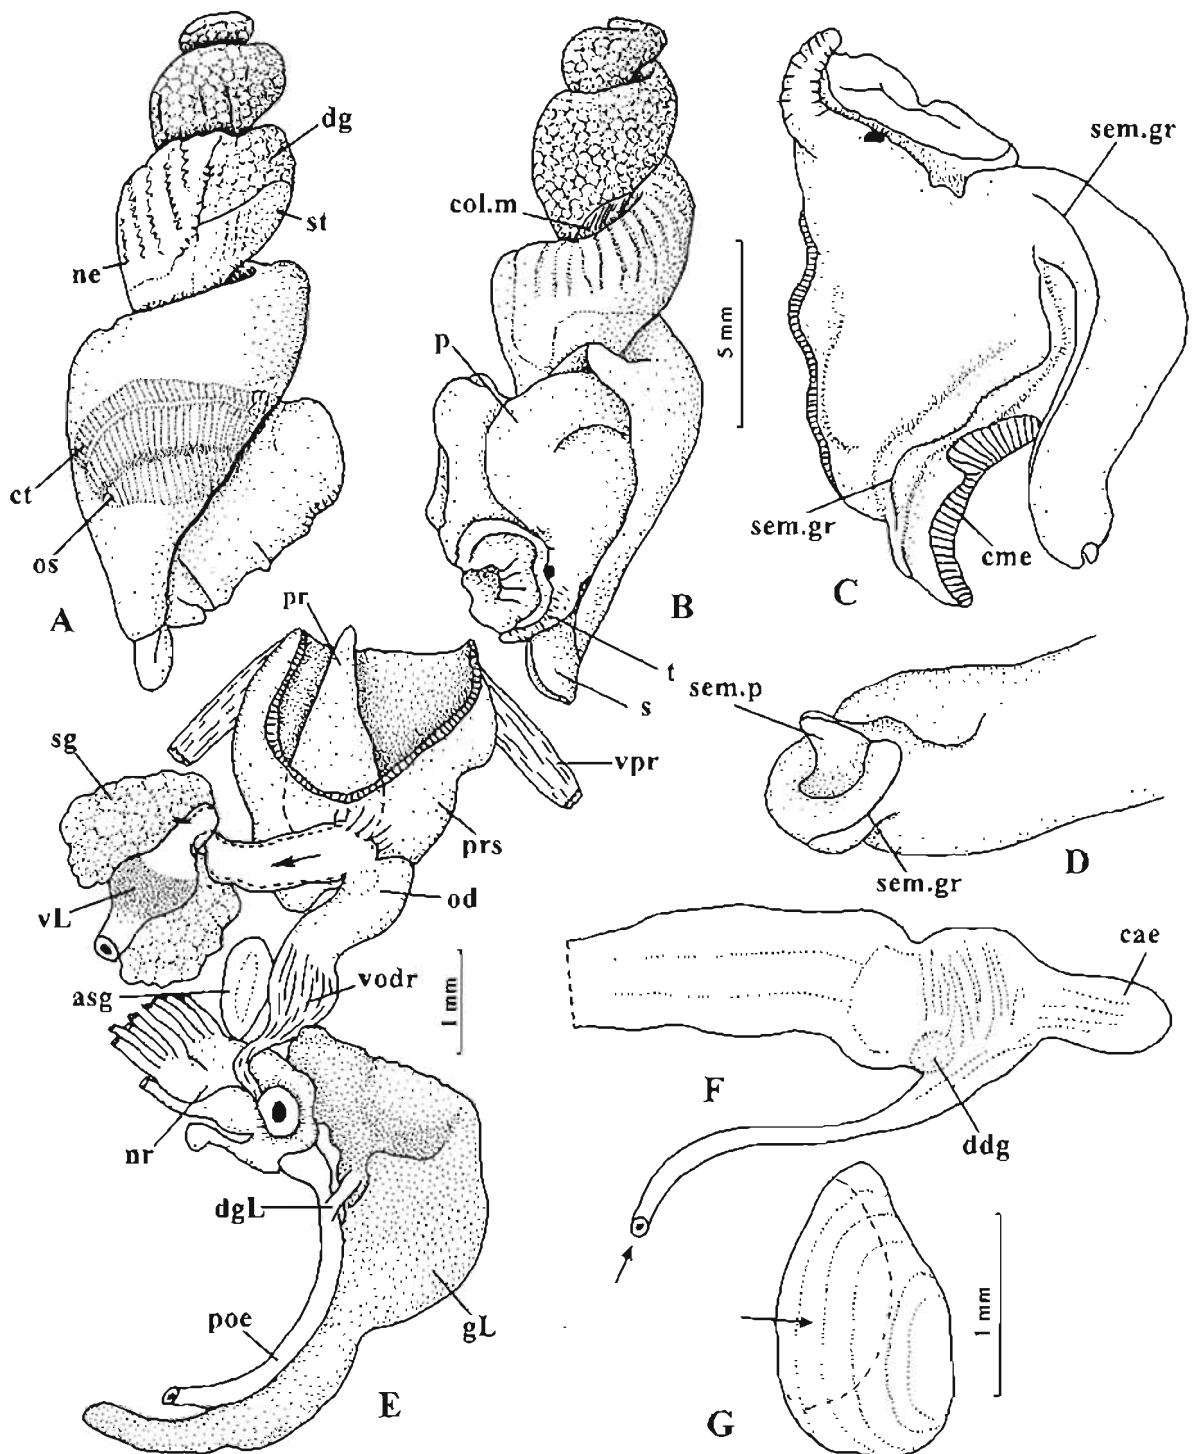 dg
st
ne
ct
os
A
col.m
p
5 mm
B
t
s
sem.gr
sem.gr
cme
C
pr
sg
vpr
prs
vL
od
asg
vodr
1 mm
nr
dgL
poe
gL
E
sem.p
sem.gr
D
cae
F
ddg
1 mm
G